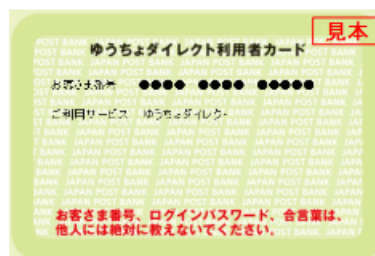 見本
ゆうちょダイレクト利用者カード
お客さま番号 ●●●● ●●●● ●●●●●
ご利用サービス ゆうちょダイレクト
お客さま番号、ログインパスワード、合言葉は、
他人には絶対に教えないでください。